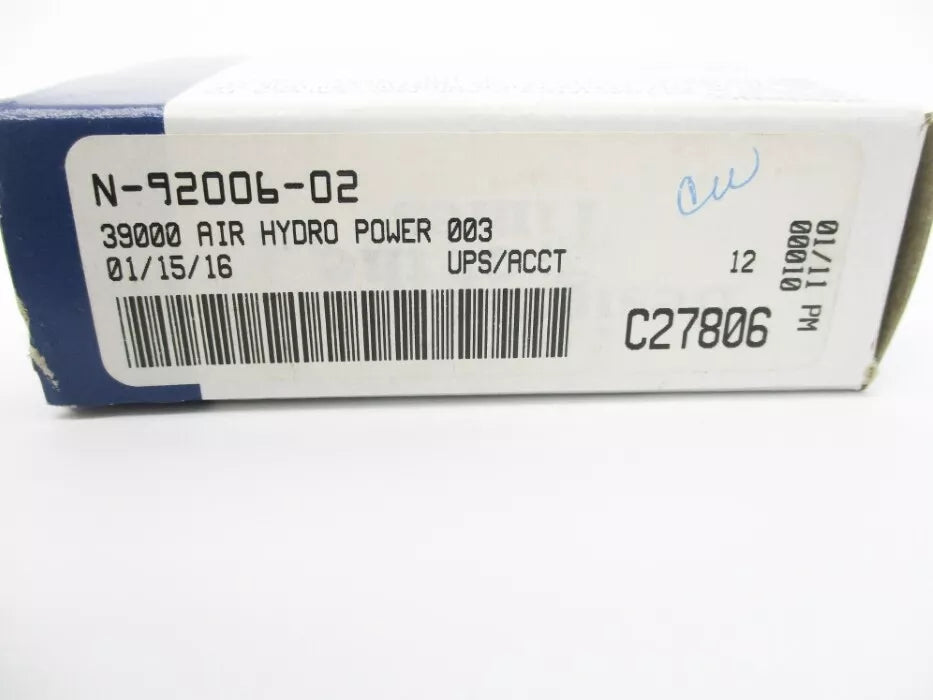 N-92006-02
39000 AIR HYDRO POWER 003
01/15/16 UPS/ACCT 12
C27806
01/11 PM
00010